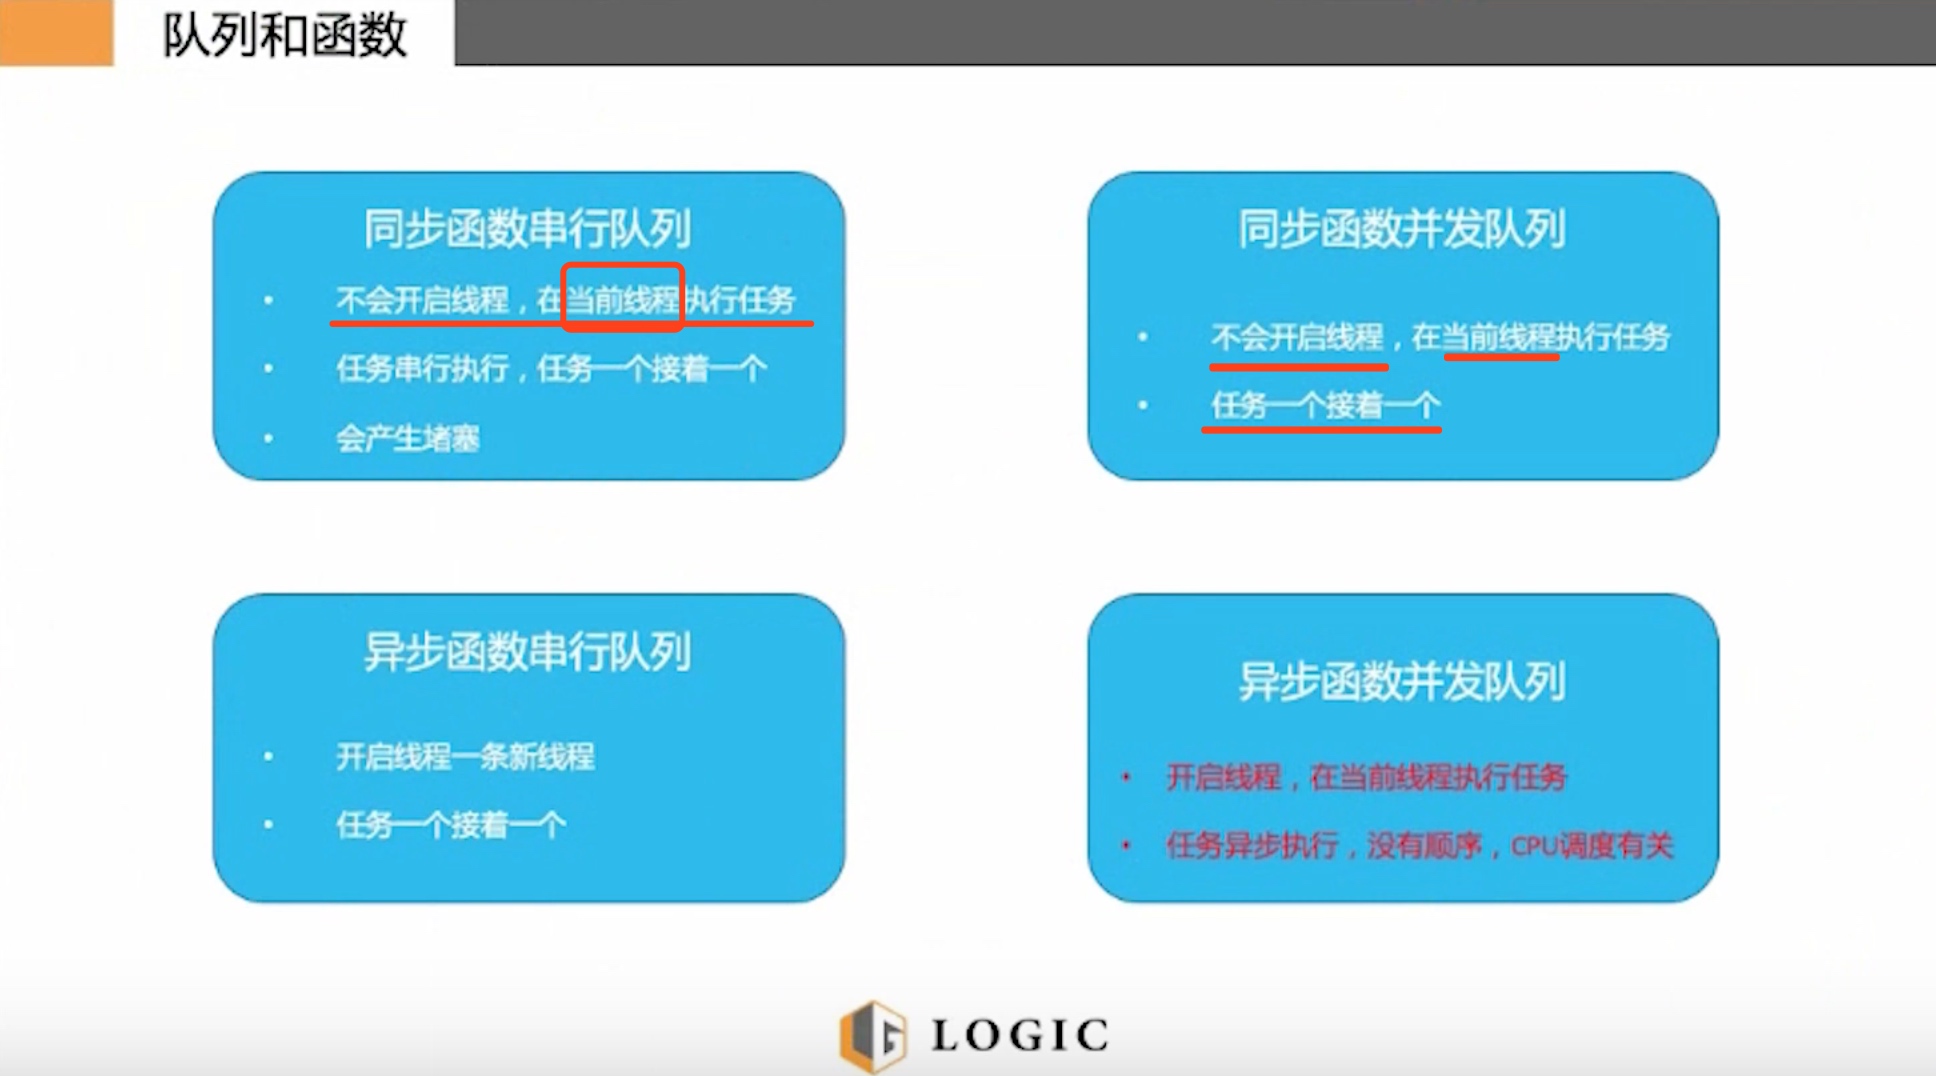 队列和函数
同步函数串行队列
• 不会开启线程，在当前线程执行任务
• 任务串行执行，任务一个接着一个
• 会产生堵塞
同步函数并发队列
• 不会开启线程，在当前线程执行任务
• 任务一个接着一个
异步函数串行队列
• 开启线程一条新线程
• 任务一个接着一个
异步函数并发队列
• 开启线程，在当前线程执行任务
• 任务异步执行，没有顺序，CPU调度有关
LOGIC